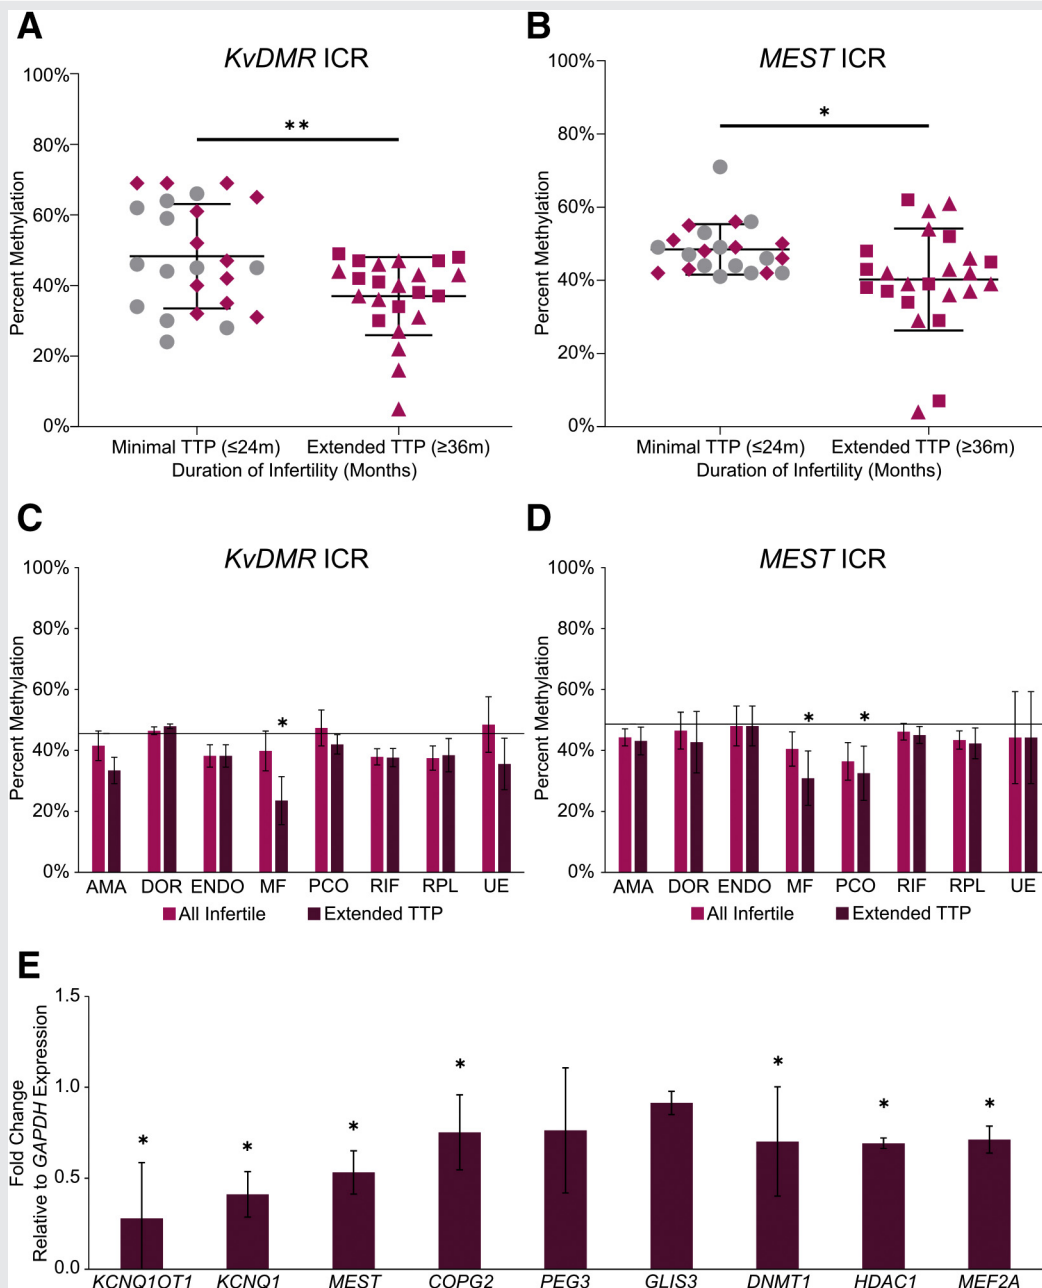 A
KvDMR ICR
Percent Methylation
100%
80%
60%
40%
20%
0%
**
Minimal TTP (≤24m)
Extended TTP (≥36m)
Duration of Infertility (Months)
B
MEST ICR
Percent Methylation
100%
80%
60%
40%
20%
0%
*
Minimal TTP (≤24m)
Extended TTP (≥36m)
Duration of Infertility (Months)
C
KvDMR ICR
Percent Methylation
100%
80%
60%
40%
20%
0%
*
AMA DOR ENDO MF PCO RIF RPL UE
All Infertile Extended TTP
D
MEST ICR
Percent Methylation
100%
80%
60%
40%
20%
0%
* *
AMA DOR ENDO MF PCO RIF RPL UE
All Infertile Extended TTP
E
Fold Change
Relative to GAPDH Expression
1.5
1.0
0.5
0.0
* * * * * * *
KCNQ1OT1 KCNQ1 MEST COPG2 PEG3 GLIS3 DNMT1 HDAC1 MEF2A